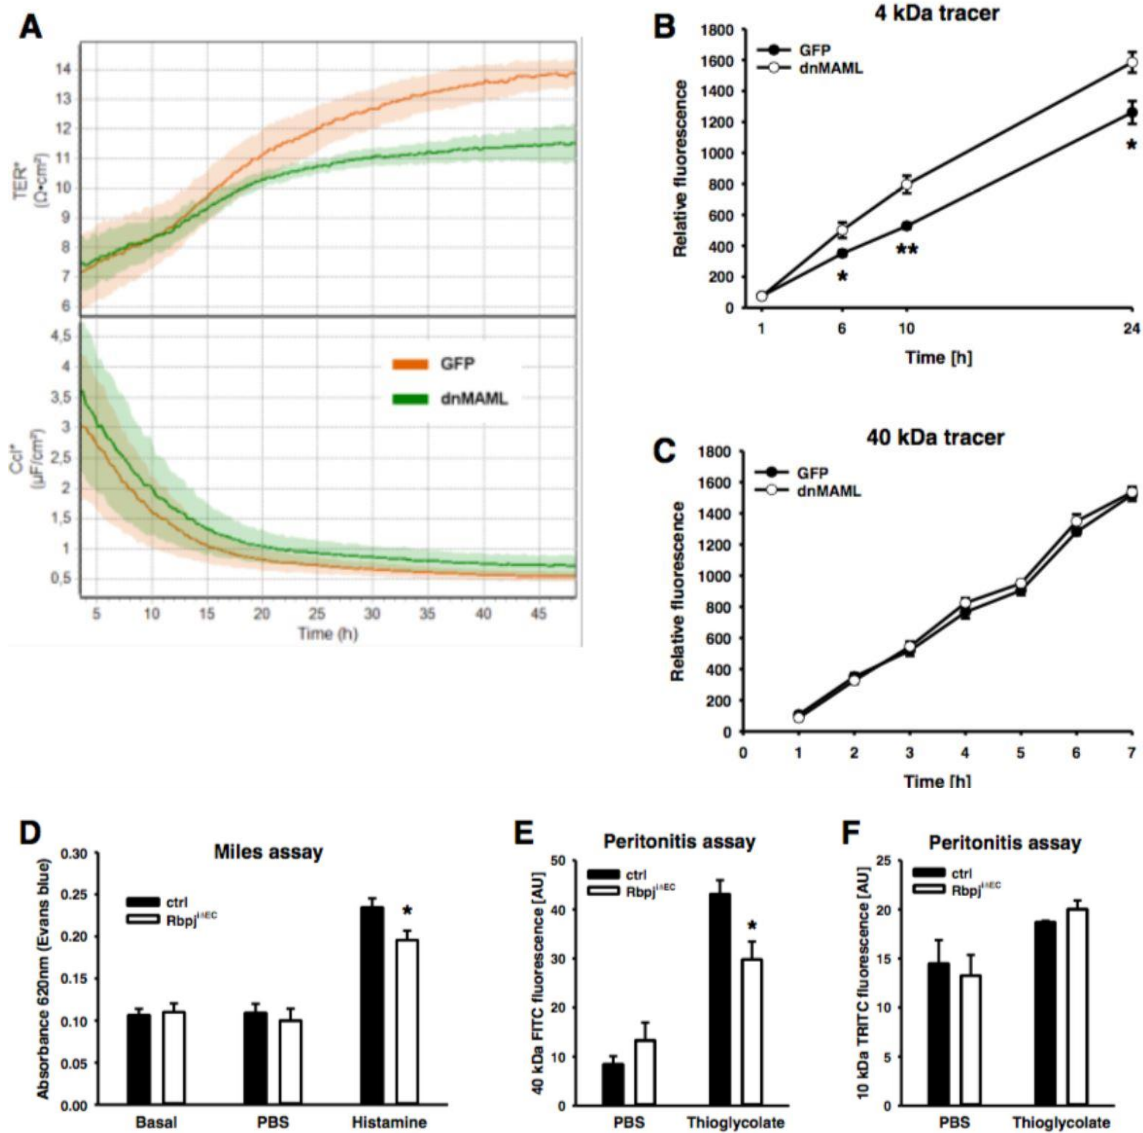 A
14
13
12
11
10
9
8
7
6
TER*
(Ω•cm²)
4,5
4
3,5
3
2,5
2
1,5
1
0,5
Ccl*
(µF/cm²)
GFP
dnMAML
5 10 15 20 25 30 35 40 45
Time (h)
B
4 kDa tracer
1800
1600
1400
1200
1000
800
600
400
200
0
Relative fluorescence
GFP
dnMAML
*
**
*
1 6 10 24
Time [h]
C
40 kDa tracer
1800
1600
1400
1200
1000
800
600
400
200
0
Relative fluorescence
GFP
dnMAML
0 1 2 3 4 5 6 7
Time [h]
D
Miles assay
0.30
0.25
0.20
0.15
0.10
0.05
0.00
Absorbance 620nm (Evans blue)
ctrl
Rbpj iΔEC
*
Basal PBS Histamine
E
Peritonitis assay
50
40
30
20
10
0
40 kDa FITC fluorescence [AU]
ctrl
Rbpj iΔEC
*
PBS Thioglycolate
F
Peritonitis assay
25
20
15
10
5
0
10 kDa TRITC fluorescence [AU]
ctrl
Rbpj iΔEC
PBS Thioglycolate